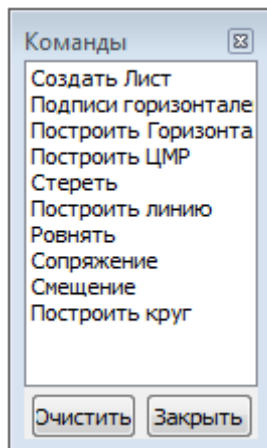 Команды
Создать Лист
Подписи горизонтале
Построить Горизонта
Построить ЦМР
Стереть
Построить линию
Ровнять
Сопряжение
Смещение
Построить круг
Очистить Закрыть